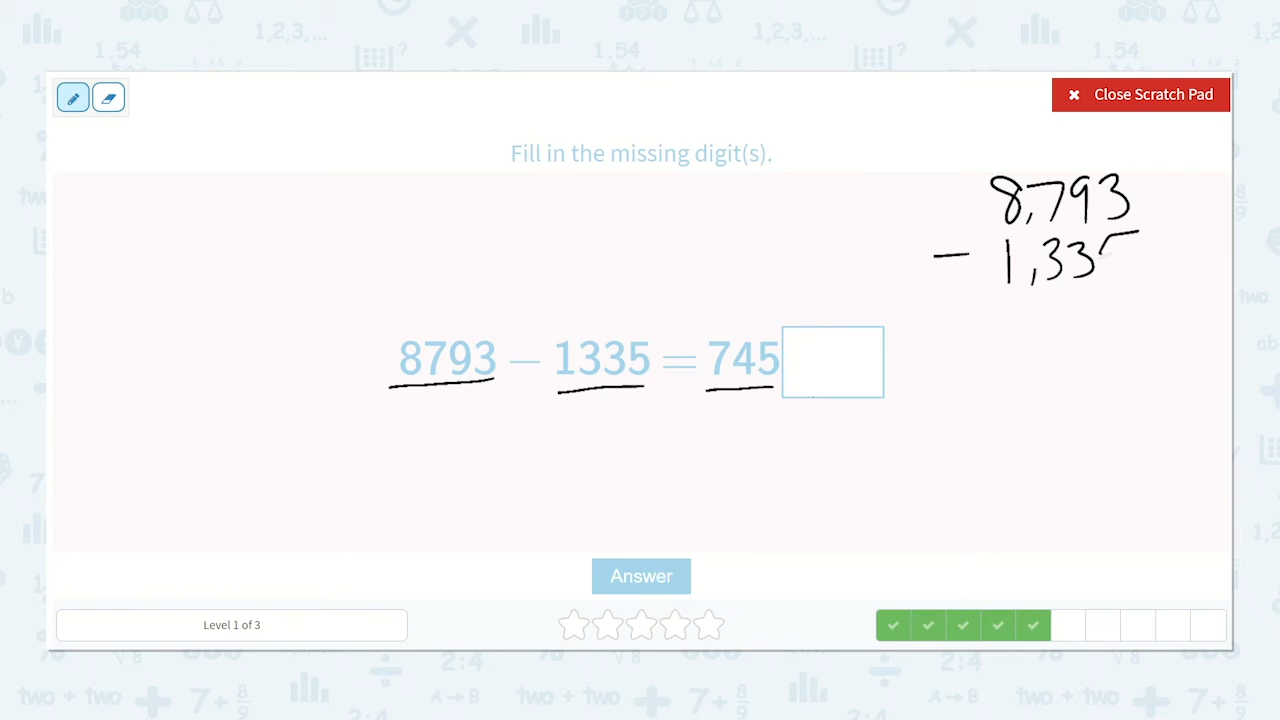 Close Scratch Pad
Fill in the missing digit(s).
8,793
- 1,33
8793 − 1335 = 745
Answer
Level 1 of 3